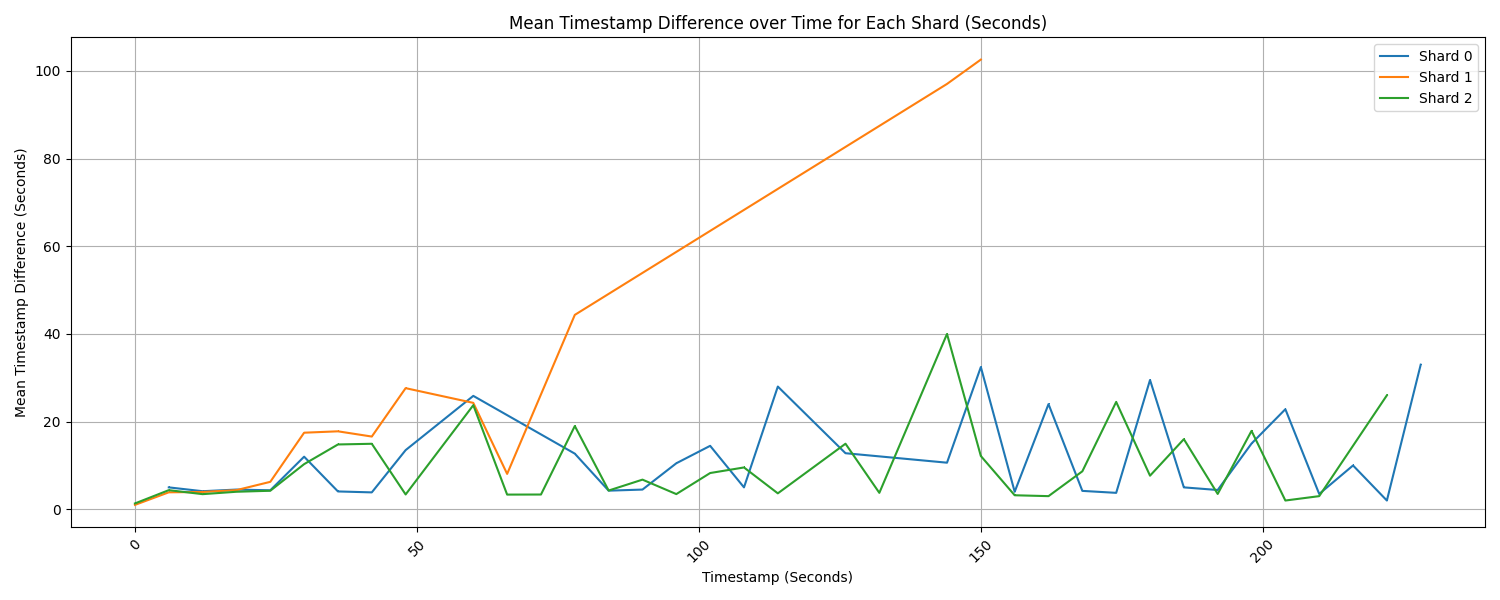 Mean Timestamp Difference over Time for Each Shard (Seconds)
Shard 0
Shard 1
Shard 2
Mean Timestamp Difference (Seconds)
100
80
60
40
20
0
0
50
100
150
200
Timestamp (Seconds)